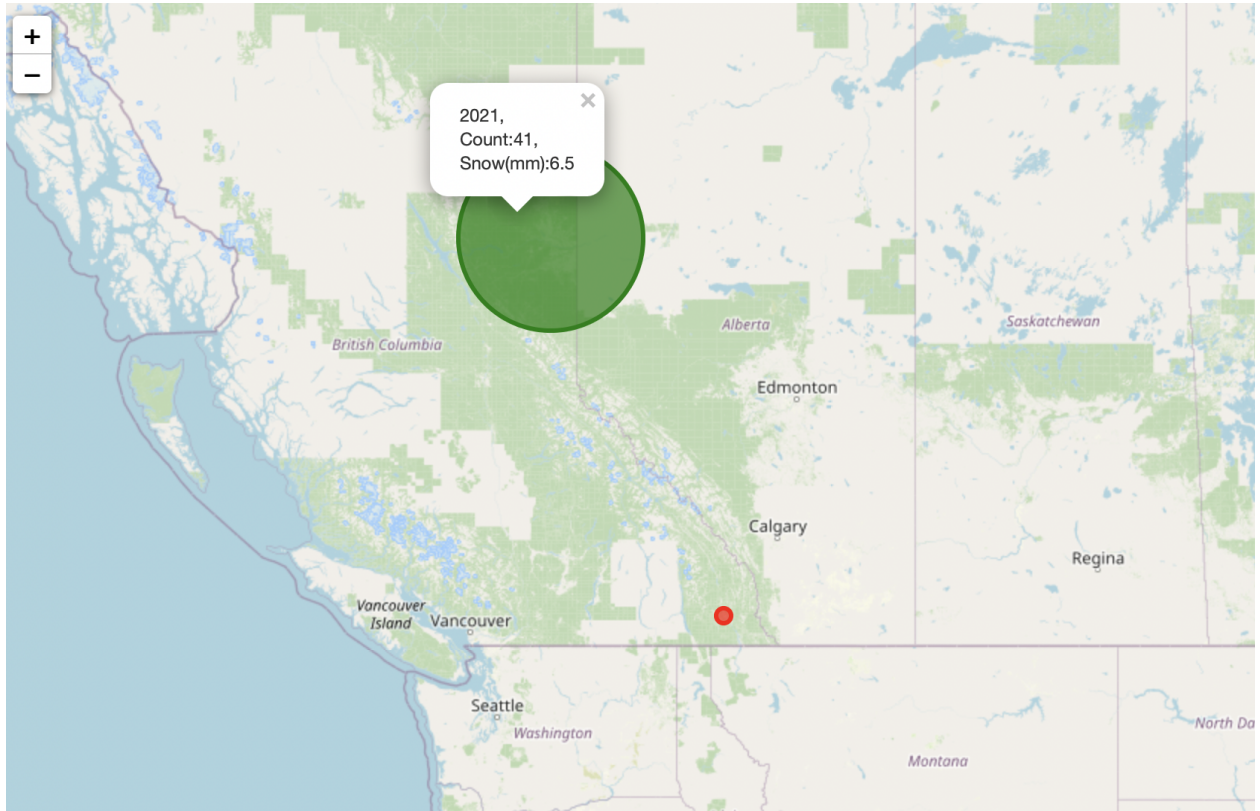 +
−
×
2021,
Count:41,
Snow(mm):6.5
British Columbia
Alberta
Saskatchewan
Edmonton
Calgary
Regina
Vancouver
Island
Vancouver
Seattle
Washington
Montana
North Da